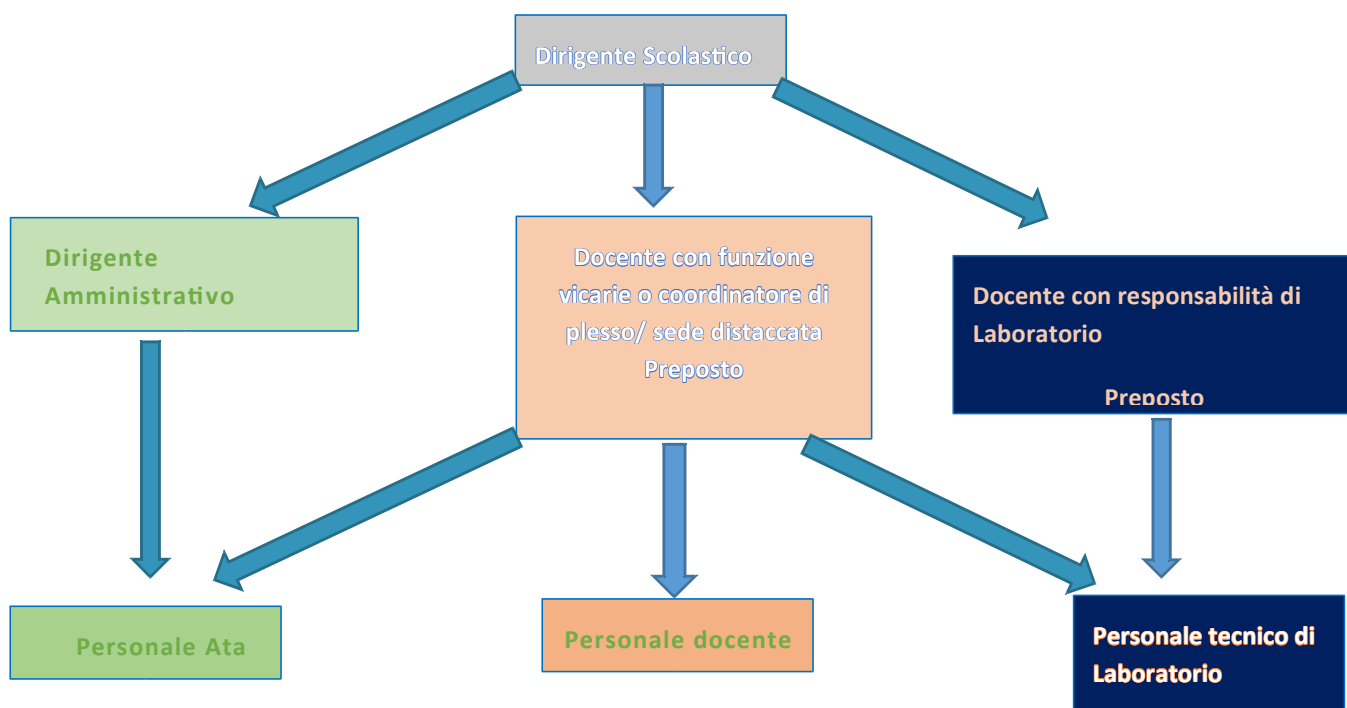 Dirigente Scolastico
Dirigente
Amministrativo
Docente con funzione
vicarie o coordinatore di
plesso/ sede distaccata
Preposto
Docente con responsabilità di
Laboratorio
Preposto
Personale Ata
Personale docente
Personale tecnico di
Laboratorio